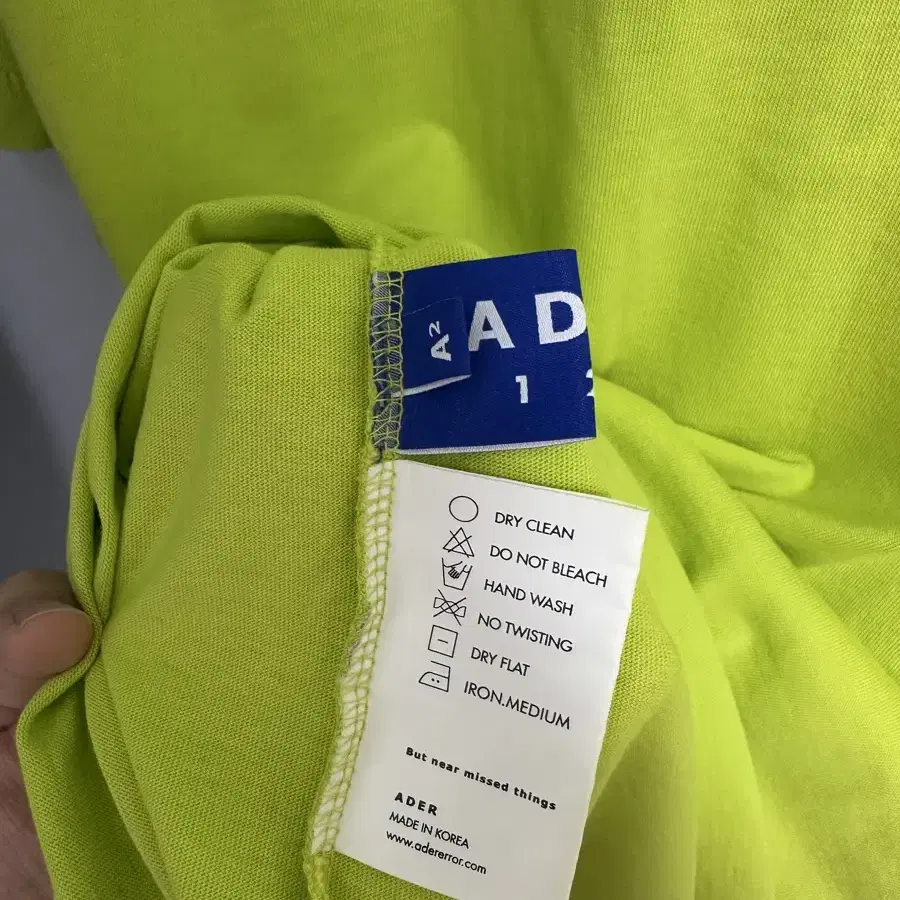 A2
AD
1 2
DRY CLEAN
DO NOT BLEACH
HAND WASH
NO TWISTING
DRY FLAT
IRON.MEDIUM
But near missed things
ADER
MADE IN KOREA
www.adererror.com